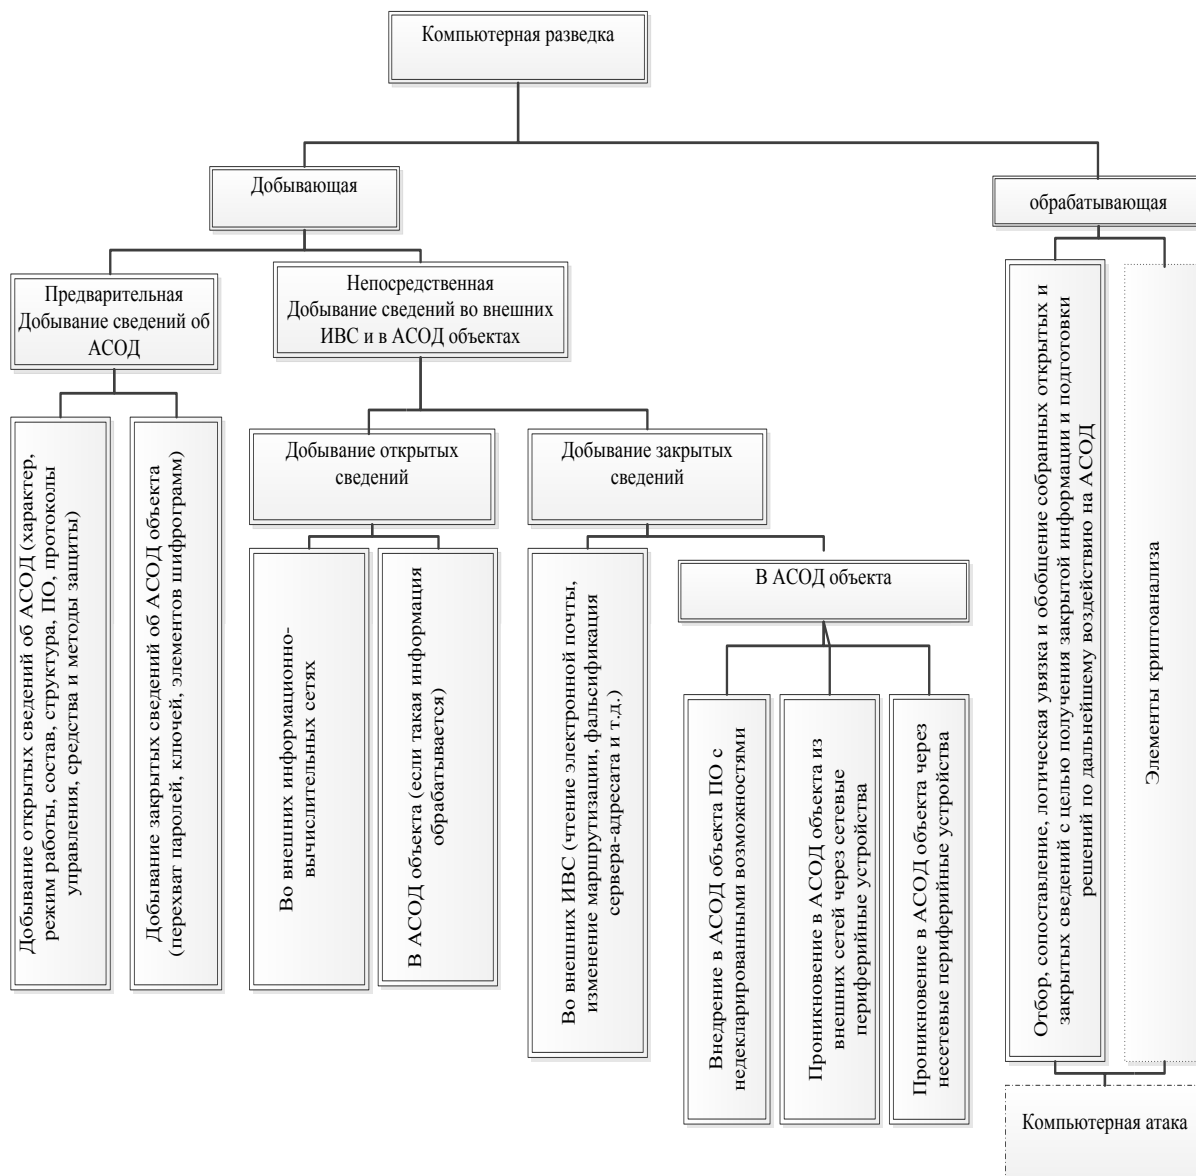 Компьютерная разведка
Добывающая
обрабатывающая
Предварительная
Добывание сведений об
АСОД
Непосредственная
Добывание сведений во внешних
ИВС и в АСОД объектах
Добывание открытых
сведений
Добывание закрытых
сведений
В АСОД объекта
Добывание открытых сведений об АСОД (характер,
режим работы, состав, структура, ПО, протоколы
управления, средства и методы защиты)
Добывание закрытых сведений об АСОД объекта
(перехват паролей, ключей, элементов шифрограмм)
Во внешних информационно-
вычислительных сетях
В АСОД объекта (если такая информация
обрабатывается)
Во внешних ИВС (чтение электронной почты,
изменение маршрутизации, фальсификация
сервера-адресата и т.д.)
Внедрение в АСОД объекта ПО с
недекларированными возможностями
Проникновение в АСОД объекта из
внешних сетей через сетевые
периферийные устройства
Проникновение в АСОД объекта через
несетевые периферийные устройства
Отбор, сопоставление, логическая увязка и обобщение собранных открытых и
закрытых сведений с целью получения закрытой информации и подготовки
решений по дальнейшему воздействию на АСОД
Элементы криптоанализа
Компьютерная атака